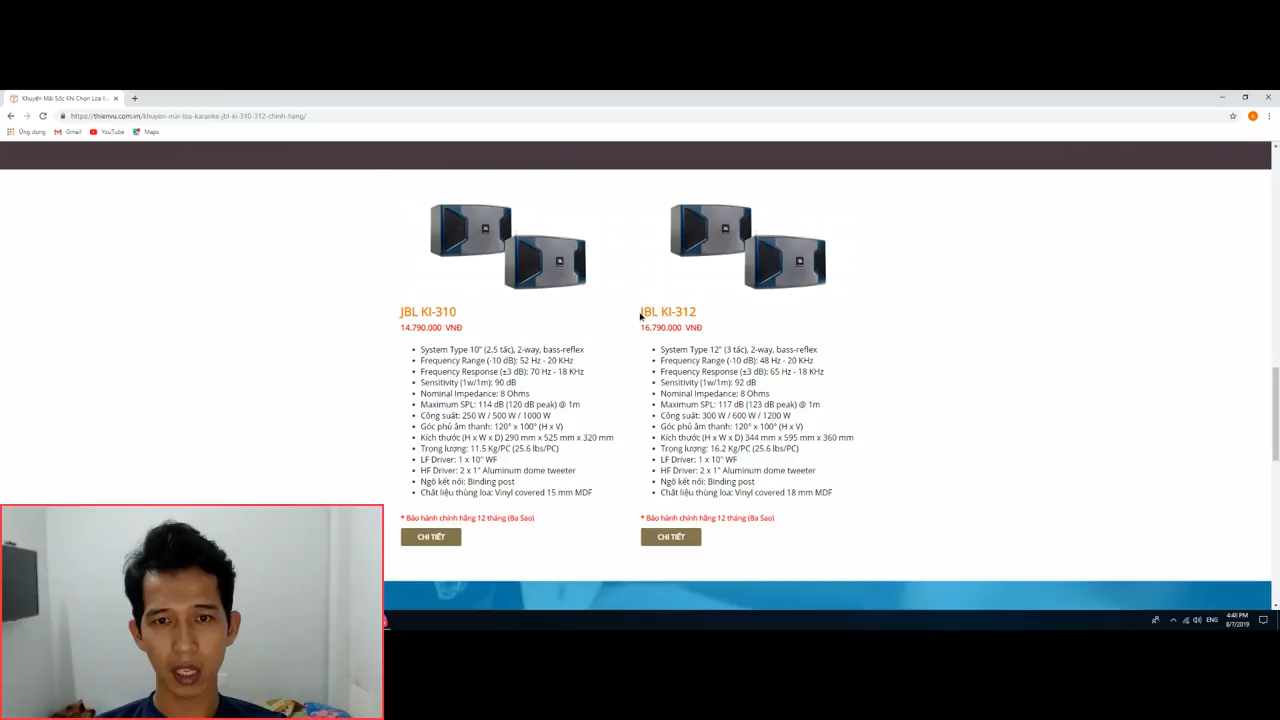 Khuyến Mãi Sốc Khi Chọn Loa K
https://thienvu.com.vn/khuyen-mai-loa-karaoke-jbl-ki-310-312-chinh-hang/
Ứng dụng Gmail YouTube Maps
JBL KI-310
14.790.000 VNĐ
• System Type 10" (2.5 tấc), 2-way, bass-reflex
• Frequency Range (-10 dB): 52 Hz - 20 KHz
• Frequency Response (±3 dB): 70 Hz - 18 KHz
• Sensitivity (1w/1m): 90 dB
• Nominal Impedance: 8 Ohms
• Maximum SPL: 114 dB (120 dB peak) @ 1m
• Công suất: 250 W / 500 W / 1000 W
• Góc phủ âm thanh: 120° x 100° (H x V)
• Kích thước (H x W x D) 290 mm x 525 mm x 320 mm
• Trọng lượng: 11.5 Kg/PC (25.6 lbs/PC)
• LF Driver: 1 x 10" WF
• HF Driver: 2 x 1" Aluminum dome tweeter
• Ngõ kết nối: Binding post
• Chất liệu thùng loa: Vinyl covered 15 mm MDF
* Bảo hành chính hãng 12 tháng (Ba Sao)
CHI TIẾT
JBL KI-312
16.790.000 VNĐ
• System Type 12" (3 tấc), 2-way, bass-reflex
• Frequency Range (-10 dB): 48 Hz - 20 KHz
• Frequency Response (±3 dB): 65 Hz - 18 KHz
• Sensitivity (1w/1m): 92 dB
• Nominal Impedance: 8 Ohms
• Maximum SPL: 117 dB (123 dB peak) @ 1m
• Công suất: 300 W / 600 W / 1200 W
• Góc phủ âm thanh: 120° x 100° (H x V)
• Kích thước (H x W x D) 344 mm x 595 mm x 360 mm
• Trọng lượng: 16.2 Kg/PC (25.6 lbs/PC)
• LF Driver: 1 x 10" WF
• HF Driver: 2 x 1" Aluminum dome tweeter
• Ngõ kết nối: Binding post
• Chất liệu thùng loa: Vinyl covered 18 mm MDF
* Bảo hành chính hãng 12 tháng (Ba Sao)
CHI TIẾT
ENG
4:48 PM
8/7/2019